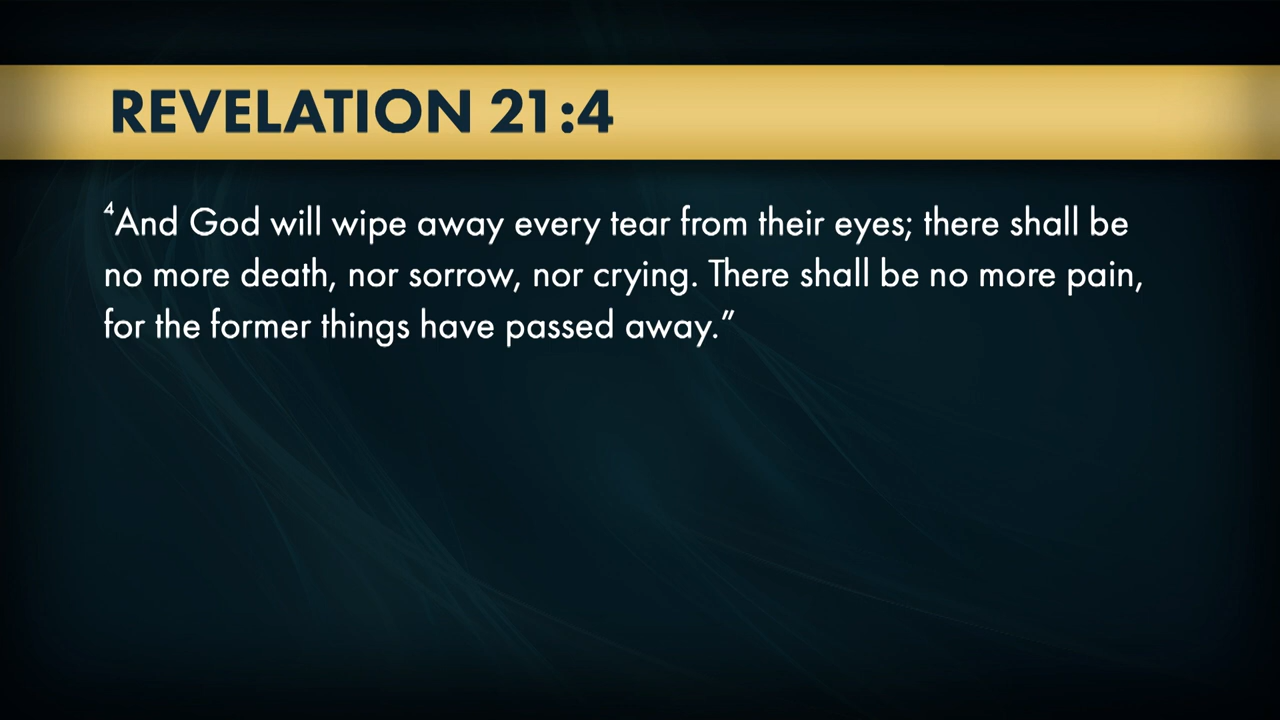 REVELATION 21:4
⁴And God will wipe away every tear from their eyes; there shall be
no more death, nor sorrow, nor crying. There shall be no more pain,
for the former things have passed away.”